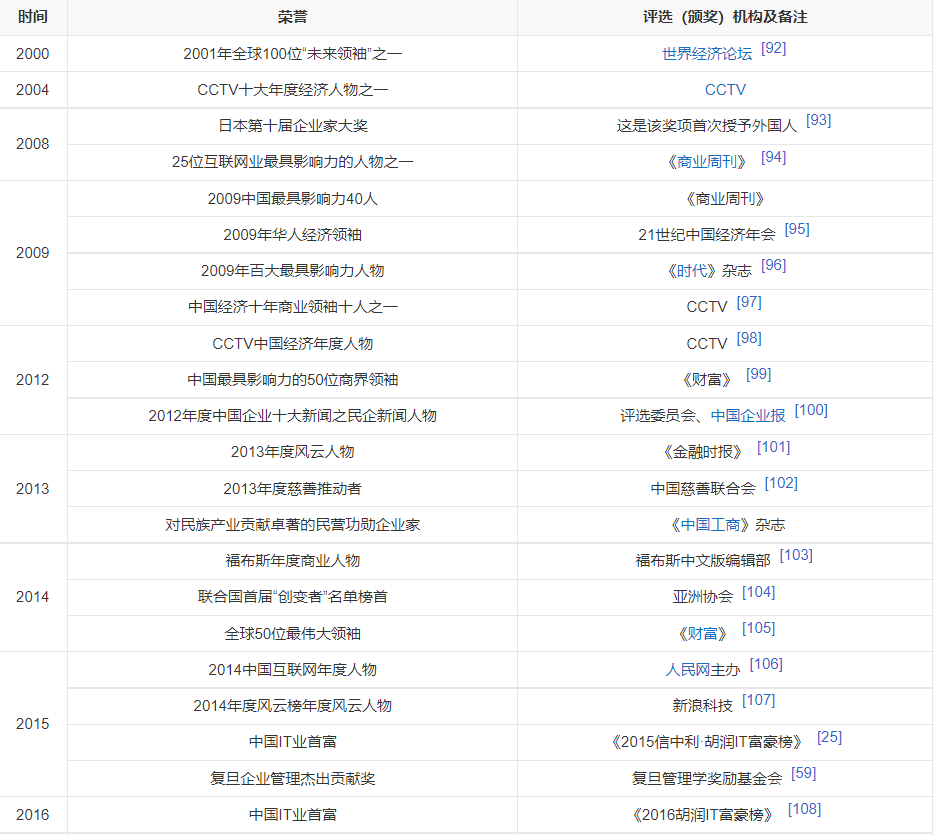 时间 荣誉 评选（颁奖）机构及备注
2000 2001年全球100位“未来领袖”之一 世界经济论坛 [92]
2004 CCTV十大年度经济人物之一 CCTV
2008 日本第十届企业家大奖 这是该奖项首次授予外国人 [93]
25位互联网业最具影响力的人物之一 《商业周刊》 [94]
2009 2009中国最具影响力40人 《商业周刊》
2009年华人经济领袖 21世纪中国经济年会 [95]
2009年百大最具影响力人物 《时代》杂志 [96]
中国经济十年商业领袖十人之一 CCTV [97]
2012 CCTV中国经济年度人物 CCTV [98]
中国最具影响力的50位商界领袖 《财富》 [99]
2012年度中国企业十大新闻之民企新闻人物 评选委员会、中国企业报 [100]
2013 2013年度风云人物 《金融时报》 [101]
2013年度慈善推动者 中国慈善联合会 [102]
对民族产业贡献卓著的民营功勋企业家 《中国工商》杂志
2014 福布斯年度商业人物 福布斯中文版编辑部 [103]
联合国首届“创变者”名单榜首 亚洲协会 [104]
全球50位最伟大领袖 《财富》 [105]
2015 2014中国互联网年度人物 人民网主办 [106]
2014年度风云榜年度风云人物 新浪科技 [107]
中国IT业首富 《2015信中利·胡润IT富豪榜》 [25]
复旦企业管理杰出贡献奖 复旦管理学奖励基金会 [59]
2016 中国IT业首富 《2016胡润IT富豪榜》 [108]